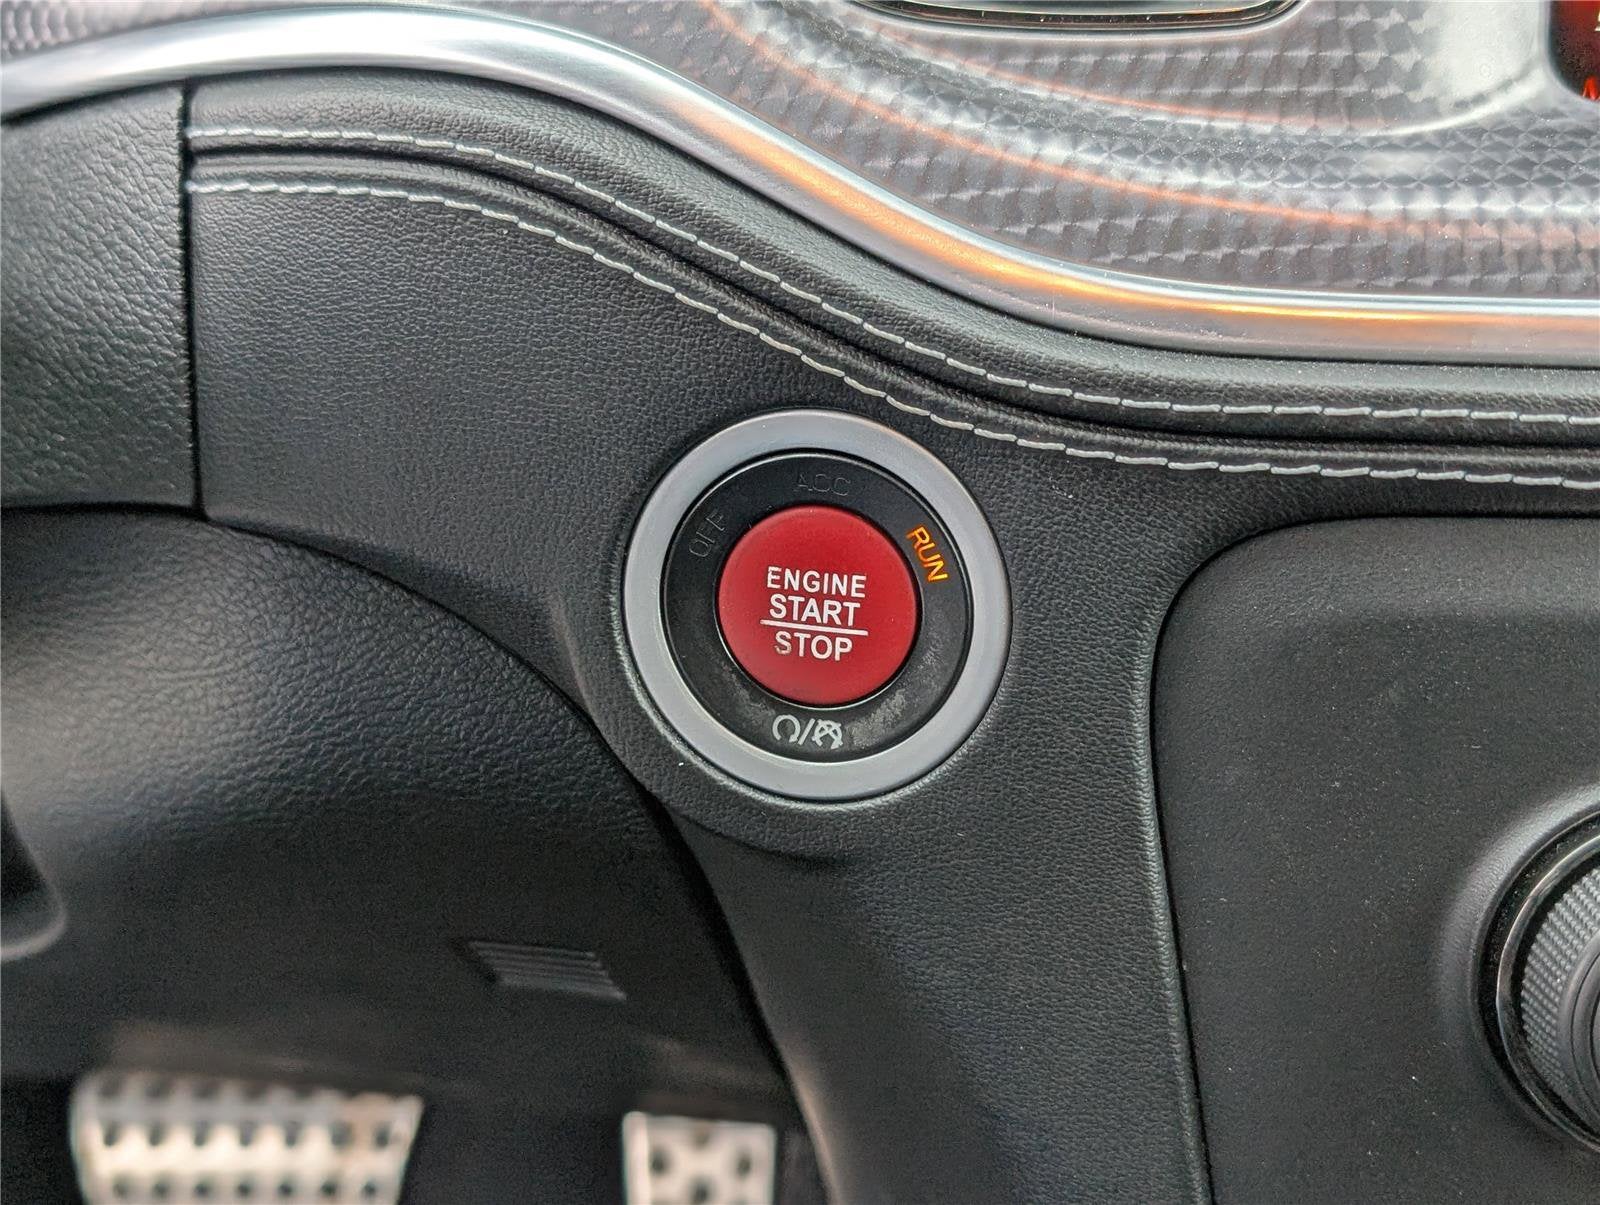 ACC
OFF
RUN
ENGINE
START
STOP